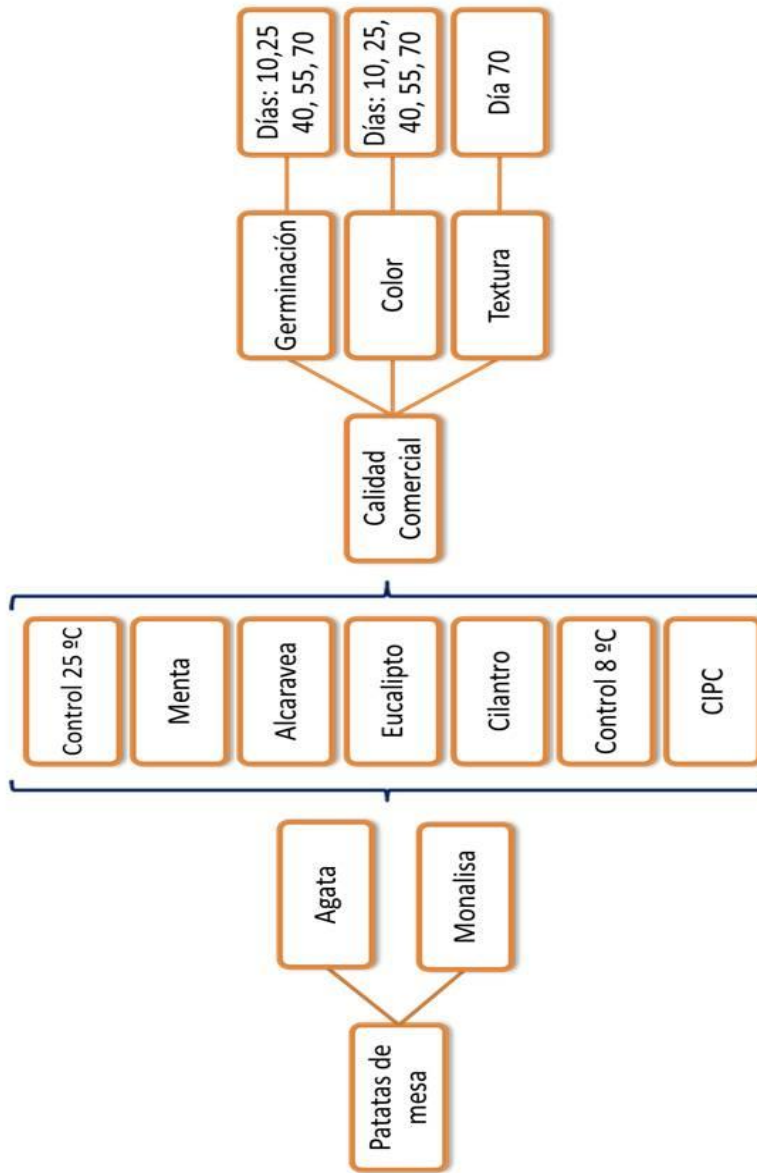 Patatas de
mesa
Agata
Monalisa
Control 25 ºC
Menta
Alcaravea
Eucalipto
Cilantro
Control 8 ºC
CIPC
Calidad
Comercial
Germinación
Color
Textura
Días: 10,25
40, 55, 70
Días: 10, 25,
40, 55, 70
Día 70